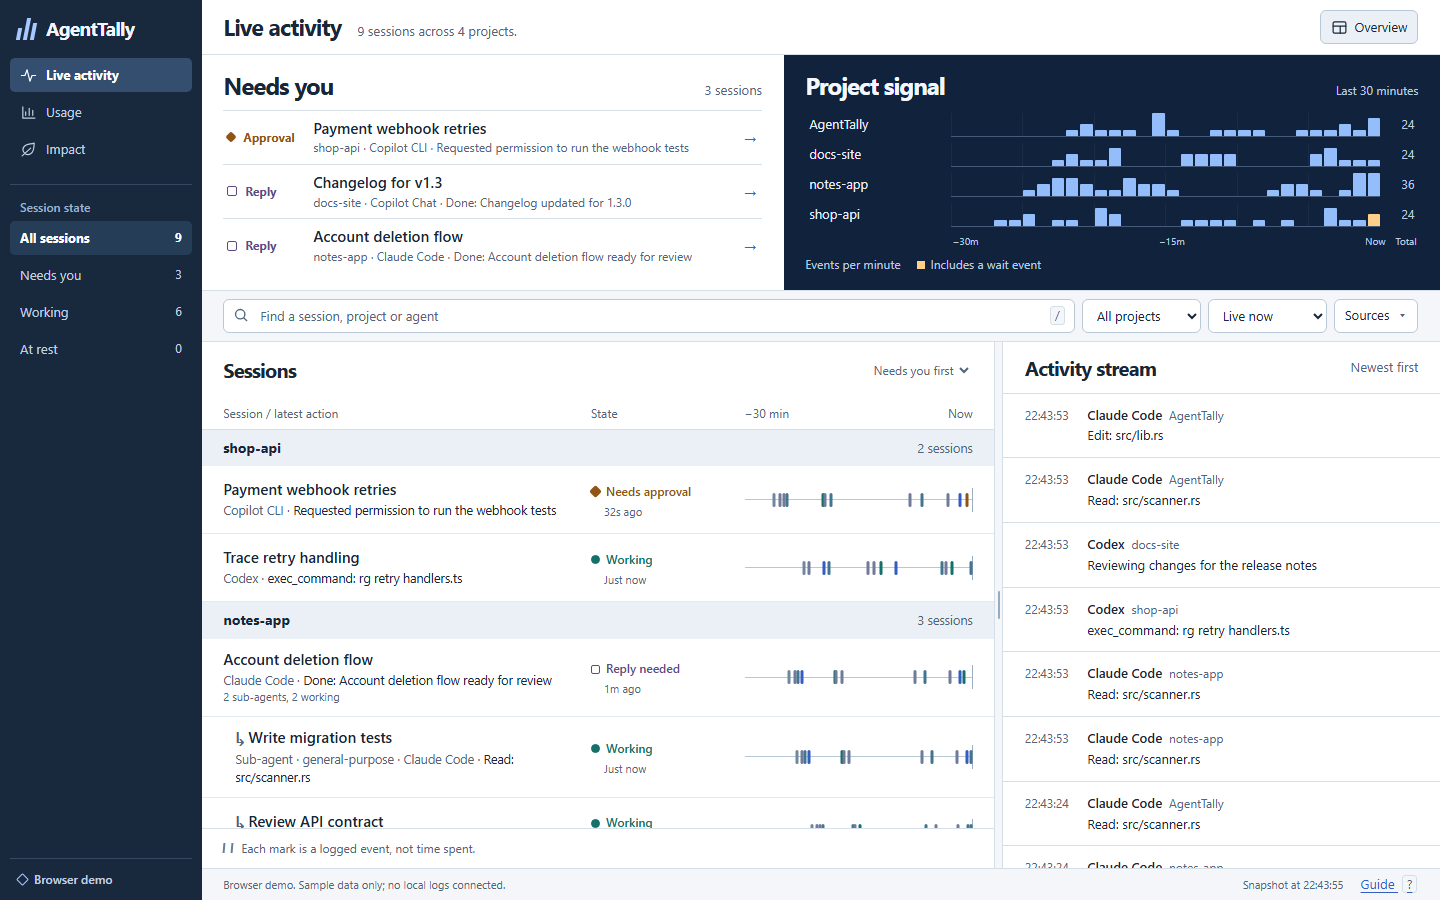 AgentTally
Live activity
Usage
Impact
Session state
All sessions 9
Needs you 3
Working 6
At rest 0
Browser demo
Live activity 9 sessions across 4 projects.
Overview
Needs you 3 sessions
Approval Payment webhook retries →
shop-api · Copilot CLI · Requested permission to run the webhook tests
Reply Changelog for v1.3 →
docs-site · Copilot Chat · Done: Changelog updated for 1.3.0
Reply Account deletion flow →
notes-app · Claude Code · Done: Account deletion flow ready for review
Project signal Last 30 minutes
AgentTally 24
docs-site 24
notes-app 36
shop-api 24
−30m −15m Now Total
Events per minute Includes a wait event
Find a session, project or agent /
All projects
Live now
Sources
Sessions Needs you first
Session / latest action State −30 min Now
shop-api 2 sessions
Payment webhook retries Needs approval
Copilot CLI · Requested permission to run the webhook tests 32s ago
Trace retry handling Working
Codex · exec_command: rg retry handlers.ts Just now
notes-app 3 sessions
Account deletion flow Reply needed
Claude Code · Done: Account deletion flow ready for review 1m ago
2 sub-agents, 2 working
↳ Write migration tests Working
Sub-agent · general-purpose · Claude Code · Read: Just now
src/scanner.rs
↳ Review API contract Working
Each mark is a logged event, not time spent.
Activity stream Newest first
22:43:53 Claude Code AgentTally
Edit: src/lib.rs
22:43:53 Claude Code AgentTally
Read: src/scanner.rs
22:43:53 Codex docs-site
Reviewing changes for the release notes
22:43:53 Codex shop-api
exec_command: rg retry handlers.ts
22:43:53 Claude Code notes-app
Read: src/scanner.rs
22:43:53 Claude Code notes-app
Read: src/scanner.rs
22:43:24 Claude Code AgentTally
Read: src/scanner.rs
22:43:24 Claude Code notes-app
Browser demo. Sample data only; no local logs connected.
Snapshot at 22:43:55 Guide ?